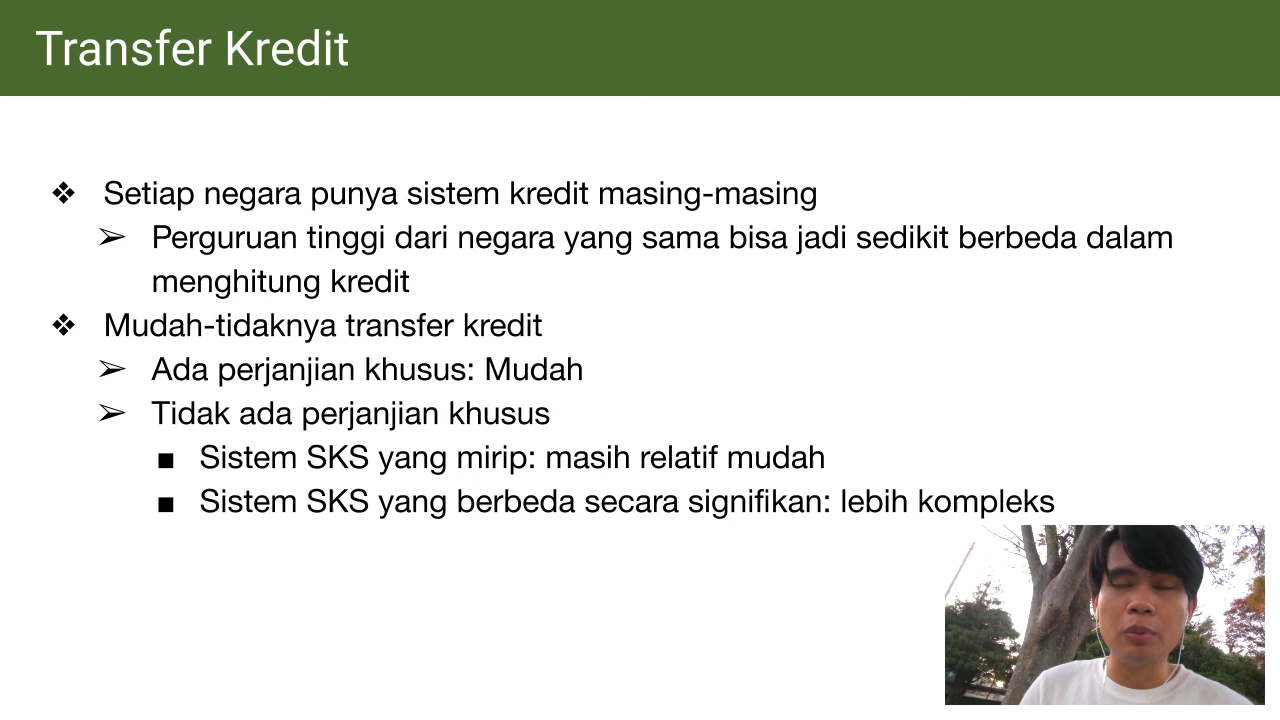 Transfer Kredit
❖ Setiap negara punya sistem kredit masing-masing
➢ Perguruan tinggi dari negara yang sama bisa jadi sedikit berbeda dalam
menghitung kredit
❖ Mudah-tidaknya transfer kredit
➢ Ada perjanjian khusus: Mudah
➢ Tidak ada perjanjian khusus
■ Sistem SKS yang mirip: masih relatif mudah
■ Sistem SKS yang berbeda secara signifikan: lebih kompleks